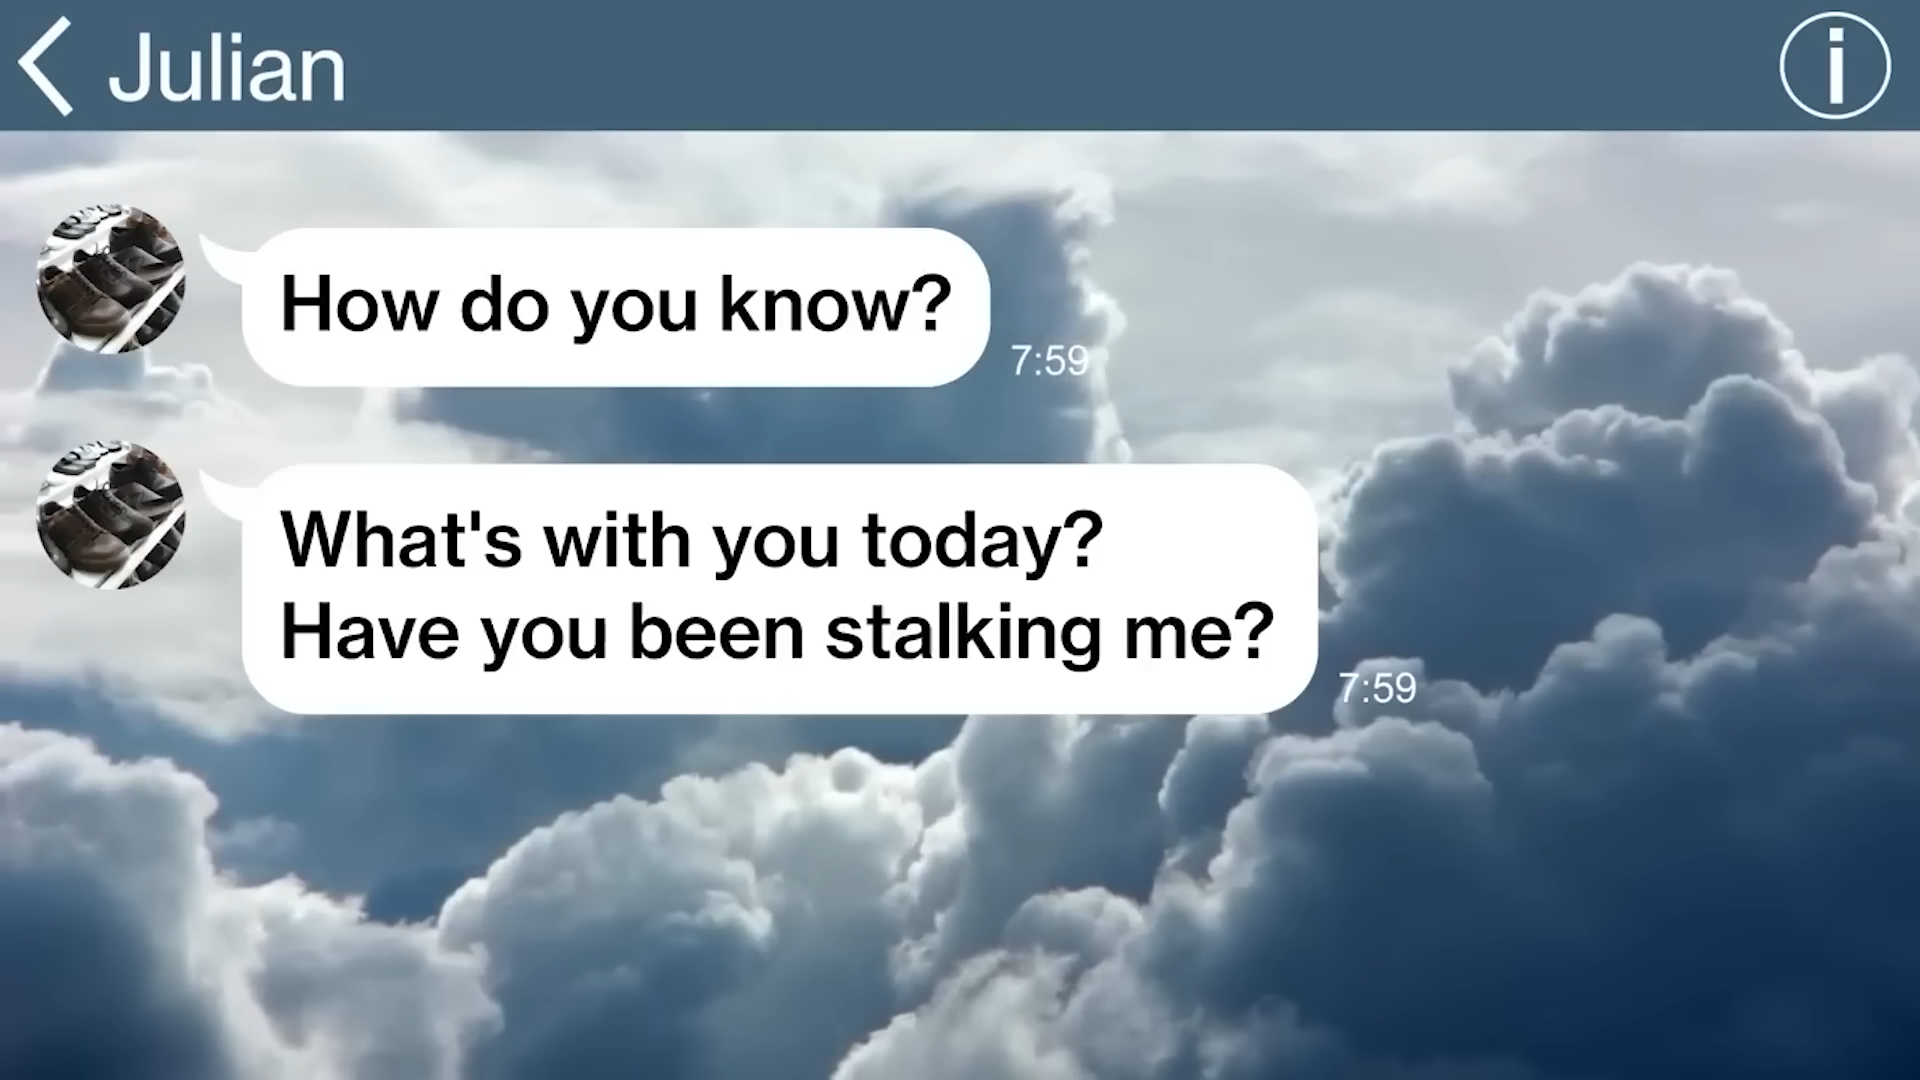 Julian
i
How do you know?
7:59
What's with you today?
Have you been stalking me?
7:59